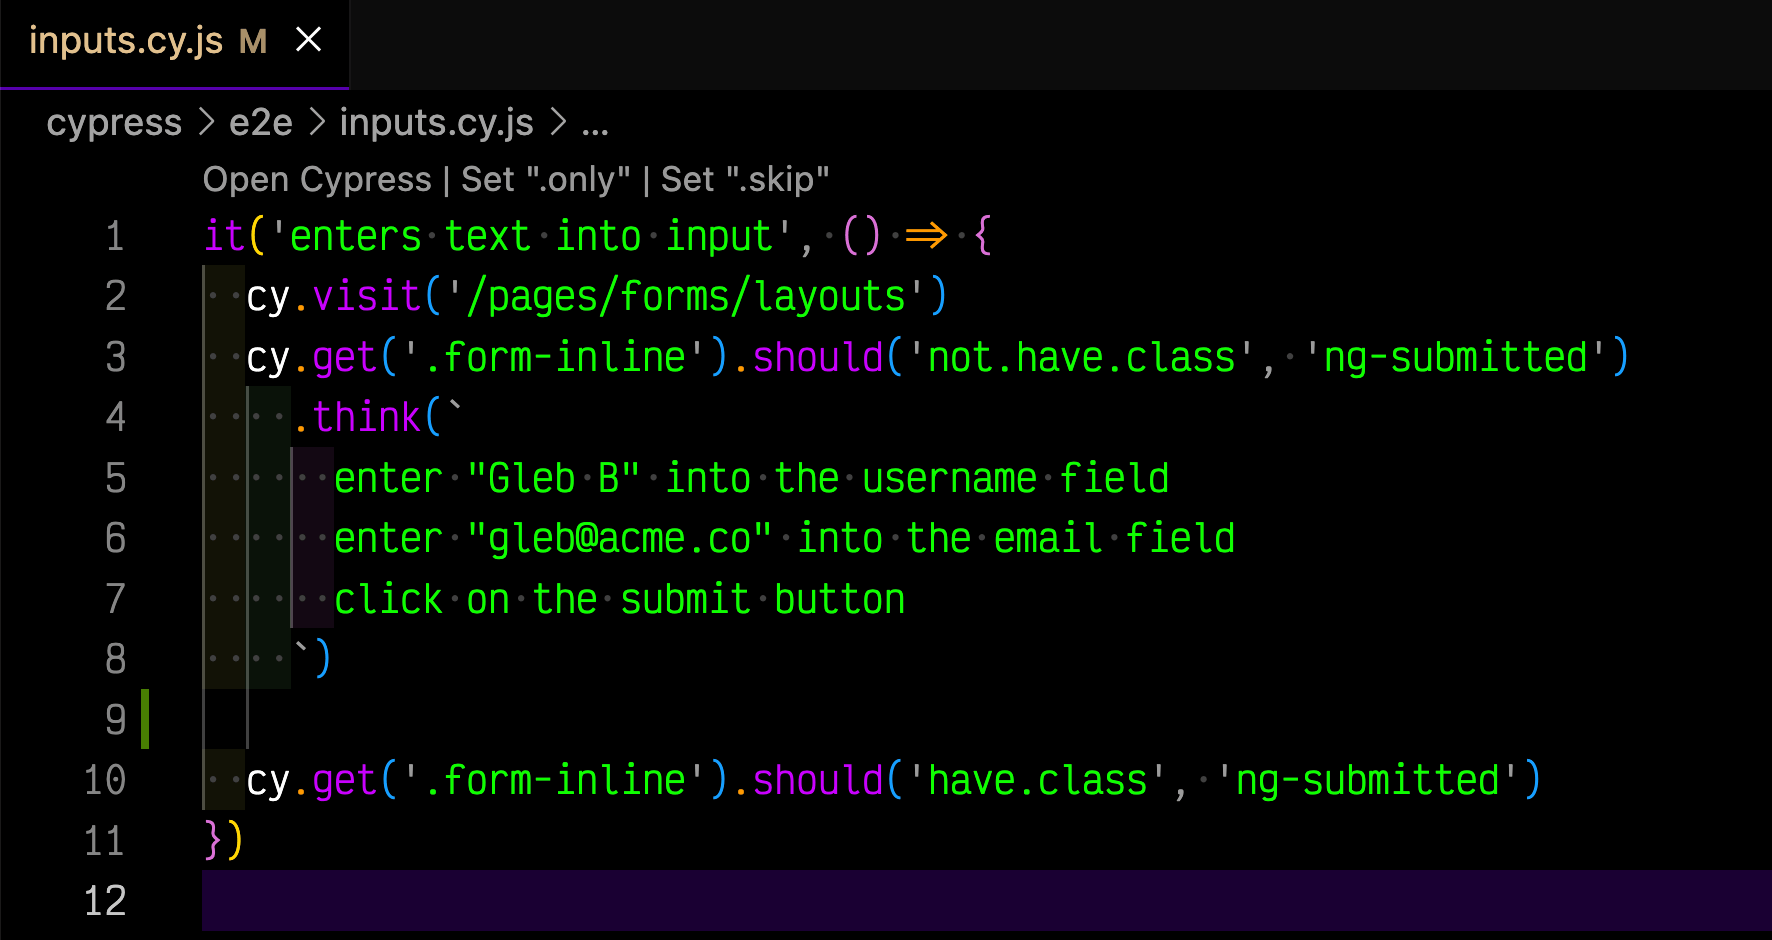 inputs.cy.js M ×
cypress > e2e > inputs.cy.js > ...
Open Cypress | Set ".only" | Set ".skip"
1 it('enters text into input', () => {
2   cy.visit('/pages/forms/layouts')
3   cy.get('.form-inline').should('not.have.class', 'ng-submitted')
4     .think(`
5       enter "Gleb B" into the username field
6       enter "gleb@acme.co" into the email field
7       click on the submit button
8     `)
9
10   cy.get('.form-inline').should('have.class', 'ng-submitted')
11 })
12